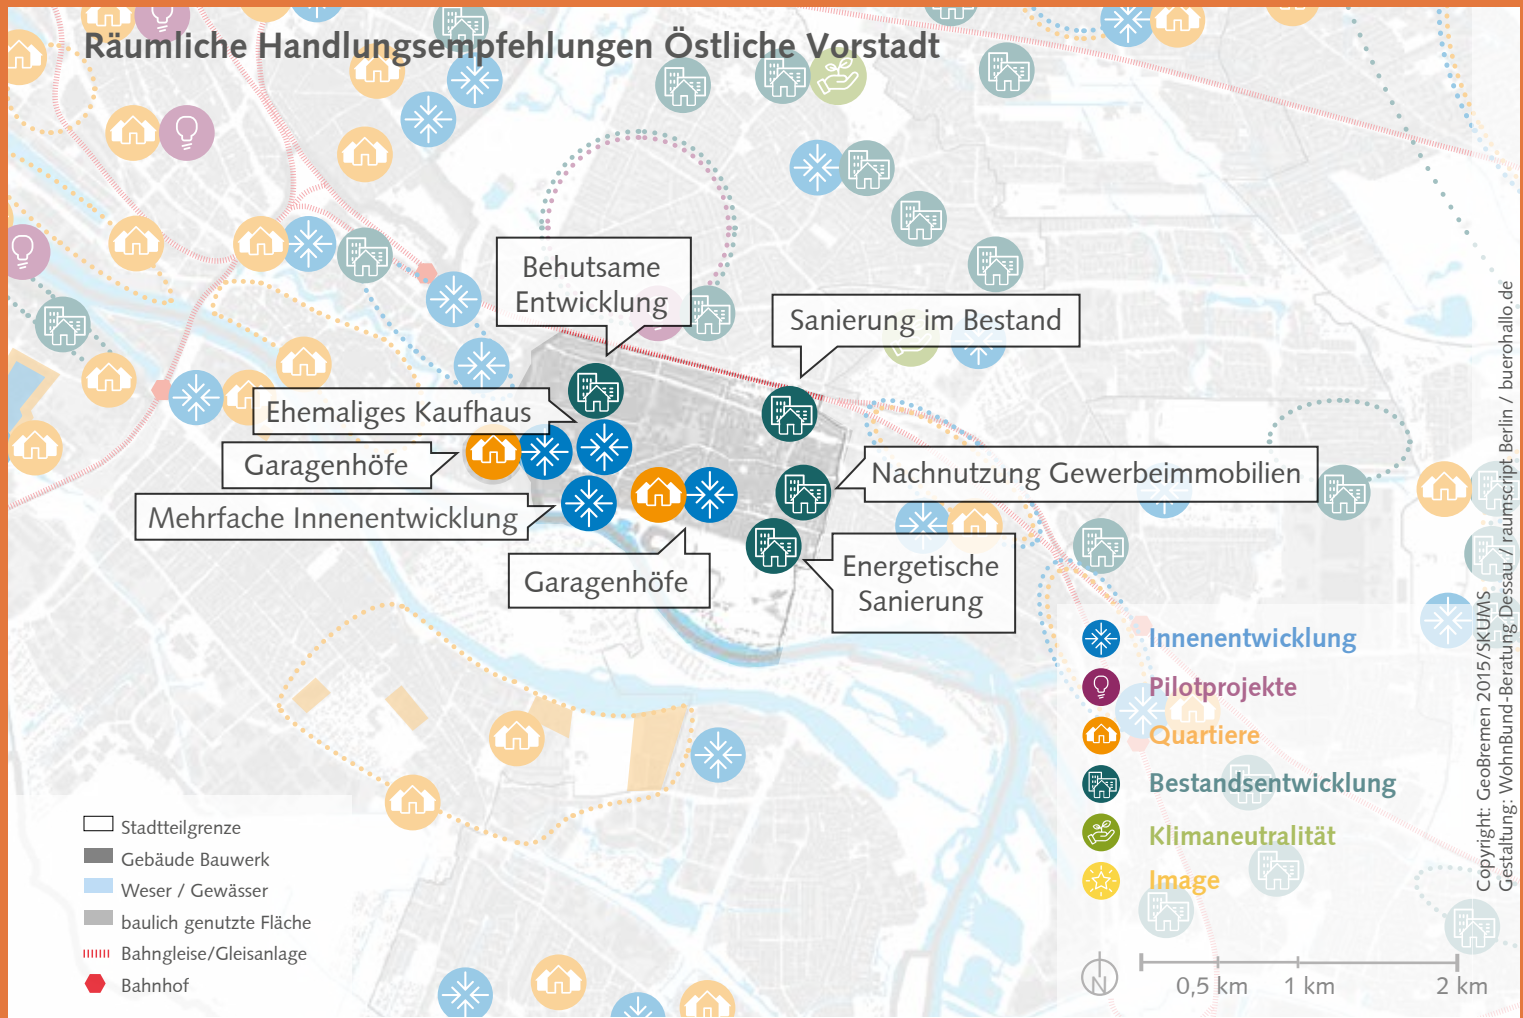 Räumliche Handlungsempfehlungen Östliche Vorstadt
Behutsame
Entwicklung
Sanierung im Bestand
Ehemaliges Kaufhaus
Garagenhöfe
Nachnutzung Gewerbeimmobilien
Mehrfache Innenentwicklung
Garagenhöfe
Energetische
Sanierung
Innenentwicklung
Pilotprojekte
Quartiere
Bestandsentwicklung
Klimaneutralität
Image
Stadtteilgrenze
Gebäude Bauwerk
Weser / Gewässer
baulich genutzte Fläche
Bahngleise/Gleisanlage
Bahnhof
N
0,5 km 1 km 2 km
Copyright: GeoBremen 2015/SKUMS
Gestaltung: WohnBund-Beratung Dessau / raumscript Berlin / buerohallo.de